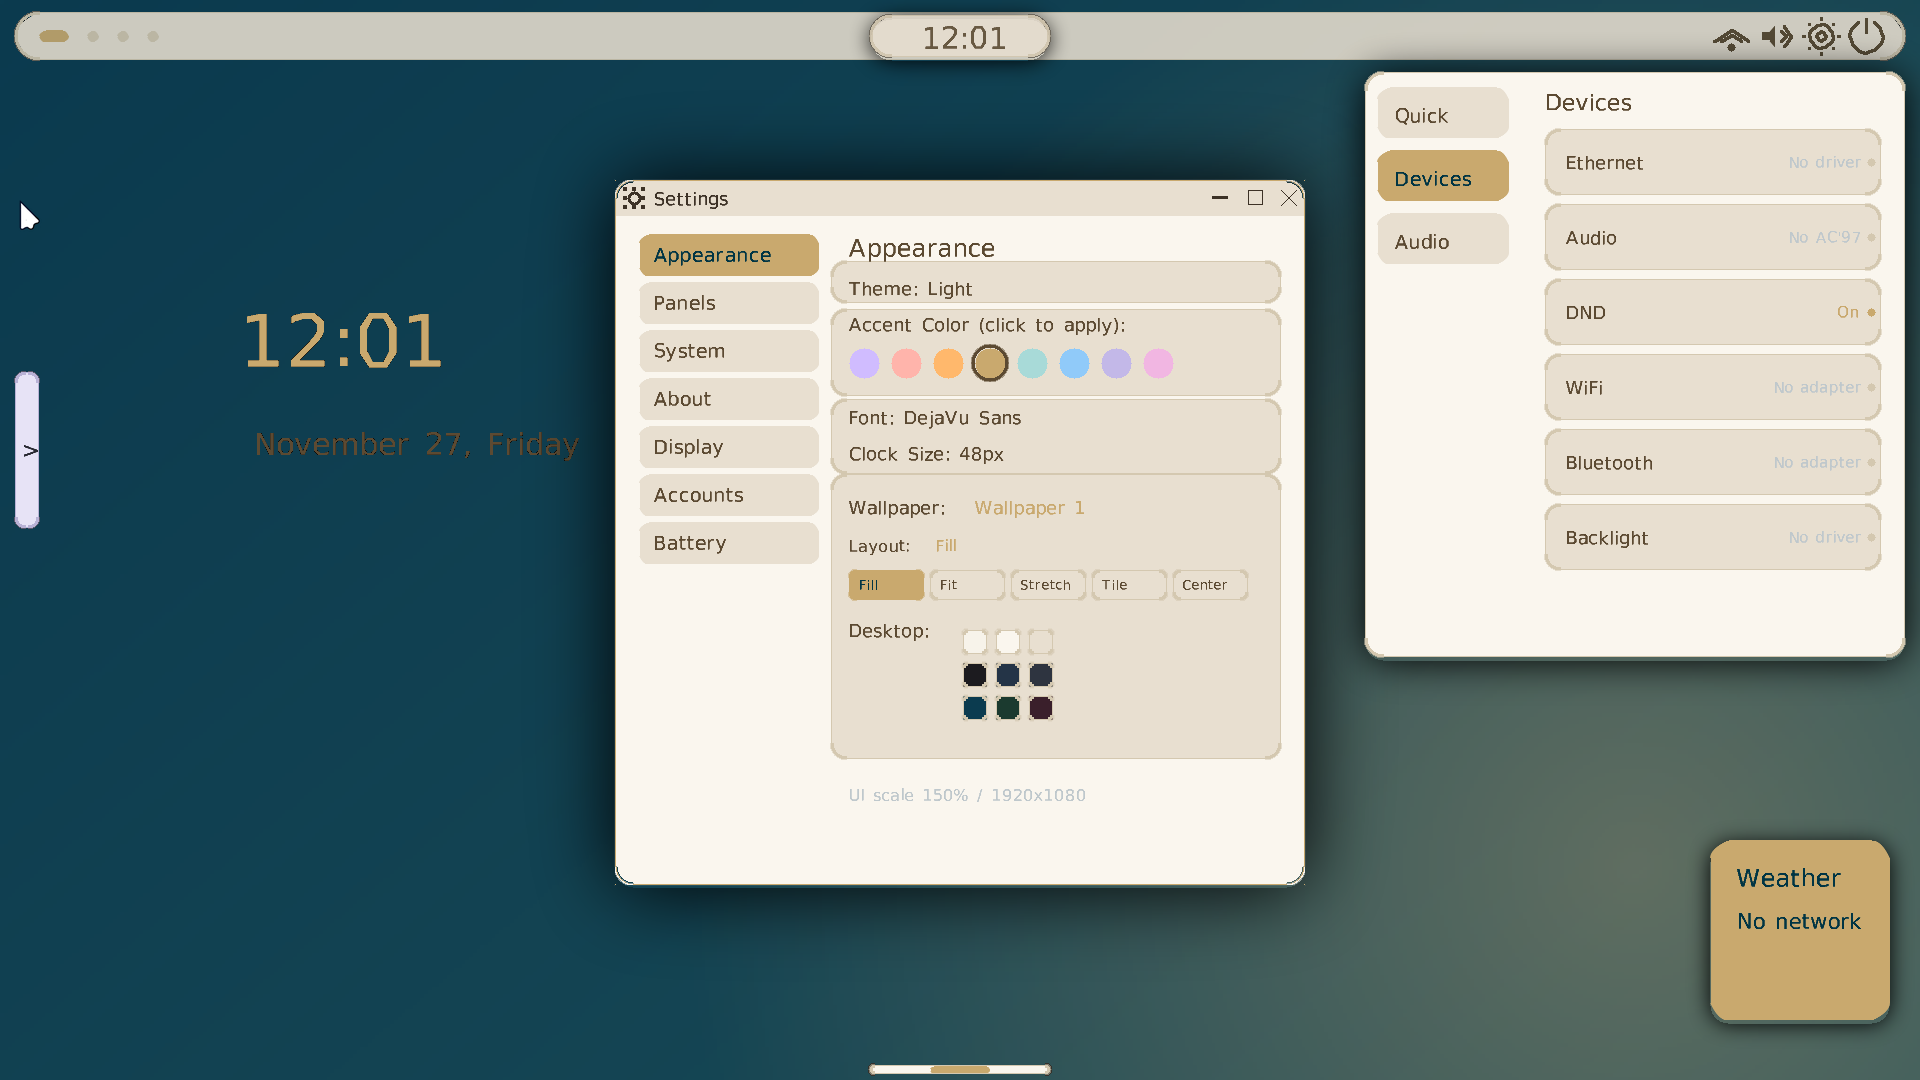 12:01
12:01
November 27, Friday
>
Settings
Appearance
Panels
System
About
Display
Accounts
Battery
Appearance
Theme: Light
Accent Color (click to apply):
Font: DejaVu Sans
Clock Size: 48px
Wallpaper: Wallpaper 1
Layout: Fill
Fill Fit Stretch Tile Center
Desktop:
UI scale 150% / 1920x1080
Quick
Devices
Audio
Devices
Ethernet No driver
Audio No AC'97
DND On
WiFi No adapter
Bluetooth No adapter
Backlight No driver
Weather
No network